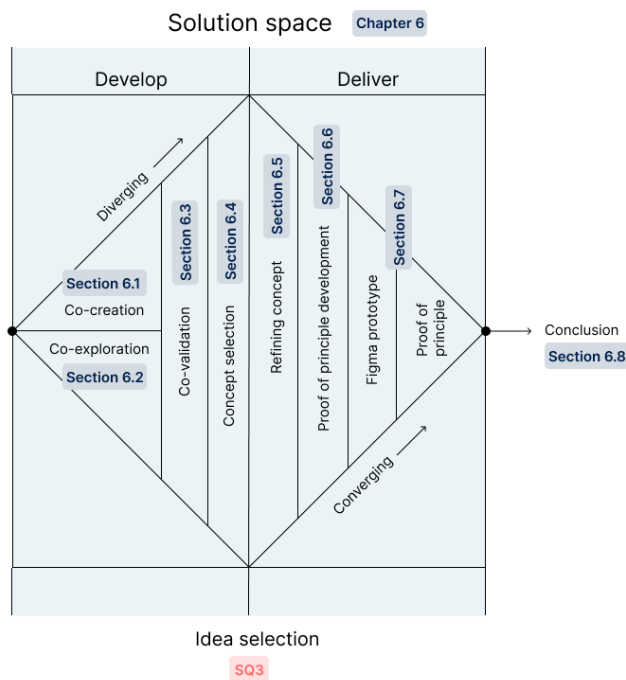 Solution space
Chapter 6
Develop
Deliver
Diverging
Section 6.1
Co-creation
Co-exploration
Section 6.2
Section 6.3
Co-validation
Section 6.4
Concept selection
Section 6.5
Refining concept
Section 6.6
Proof of principle development
Figma prototype
Section 6.7
Proof of
principle
Converging
Conclusion
Section 6.8
Idea selection
SQ3